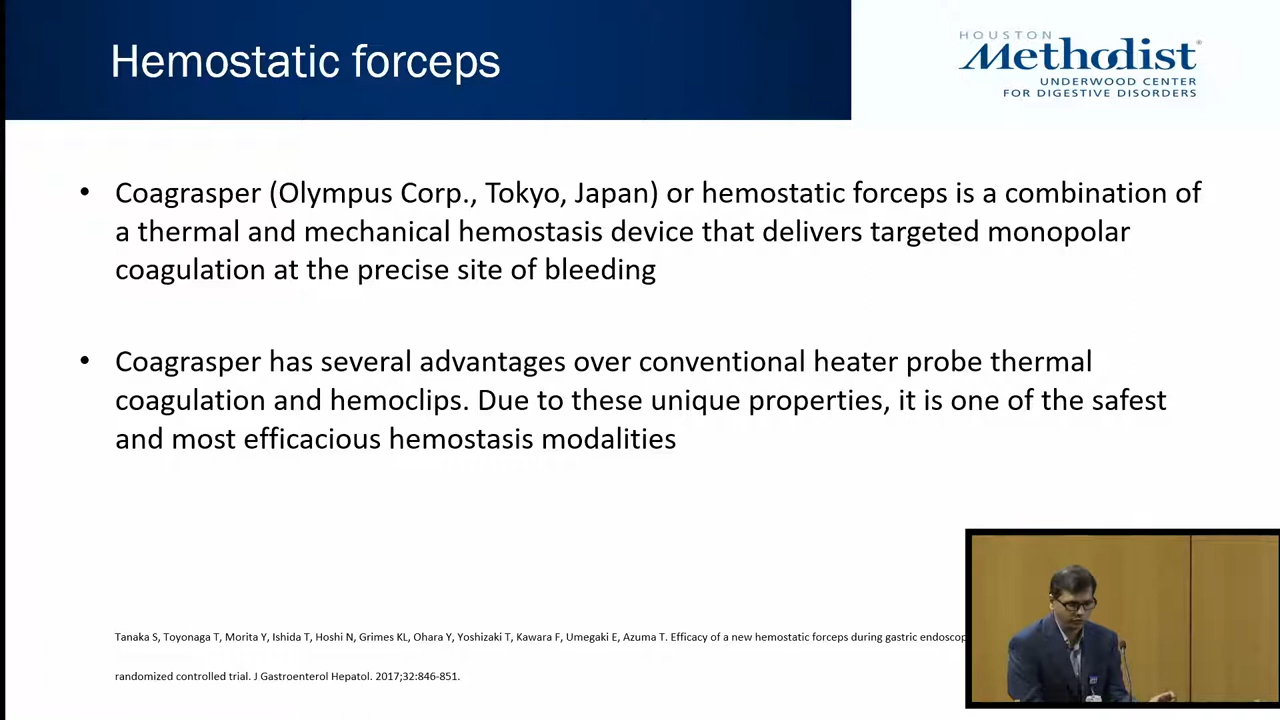 Hemostatic forceps
HOUSTON
Methodist
UNDERWOOD CENTER
FOR DIGESTIVE DISORDERS
• Coagrasper (Olympus Corp., Tokyo, Japan) or hemostatic forceps is a combination of
a thermal and mechanical hemostasis device that delivers targeted monopolar
coagulation at the precise site of bleeding
• Coagrasper has several advantages over conventional heater probe thermal
coagulation and hemoclips. Due to these unique properties, it is one of the safest
and most efficacious hemostasis modalities
Tanaka S, Toyonaga T, Morita Y, Ishida T, Hoshi N, Grimes KL, Ohara Y, Yoshizaki T, Kawara F, Umegaki E, Azuma T. Efficacy of a new hemostatic forceps during gastric
randomized controlled trial. J Gastroenterol Hepatol. 2017;32:846-851.